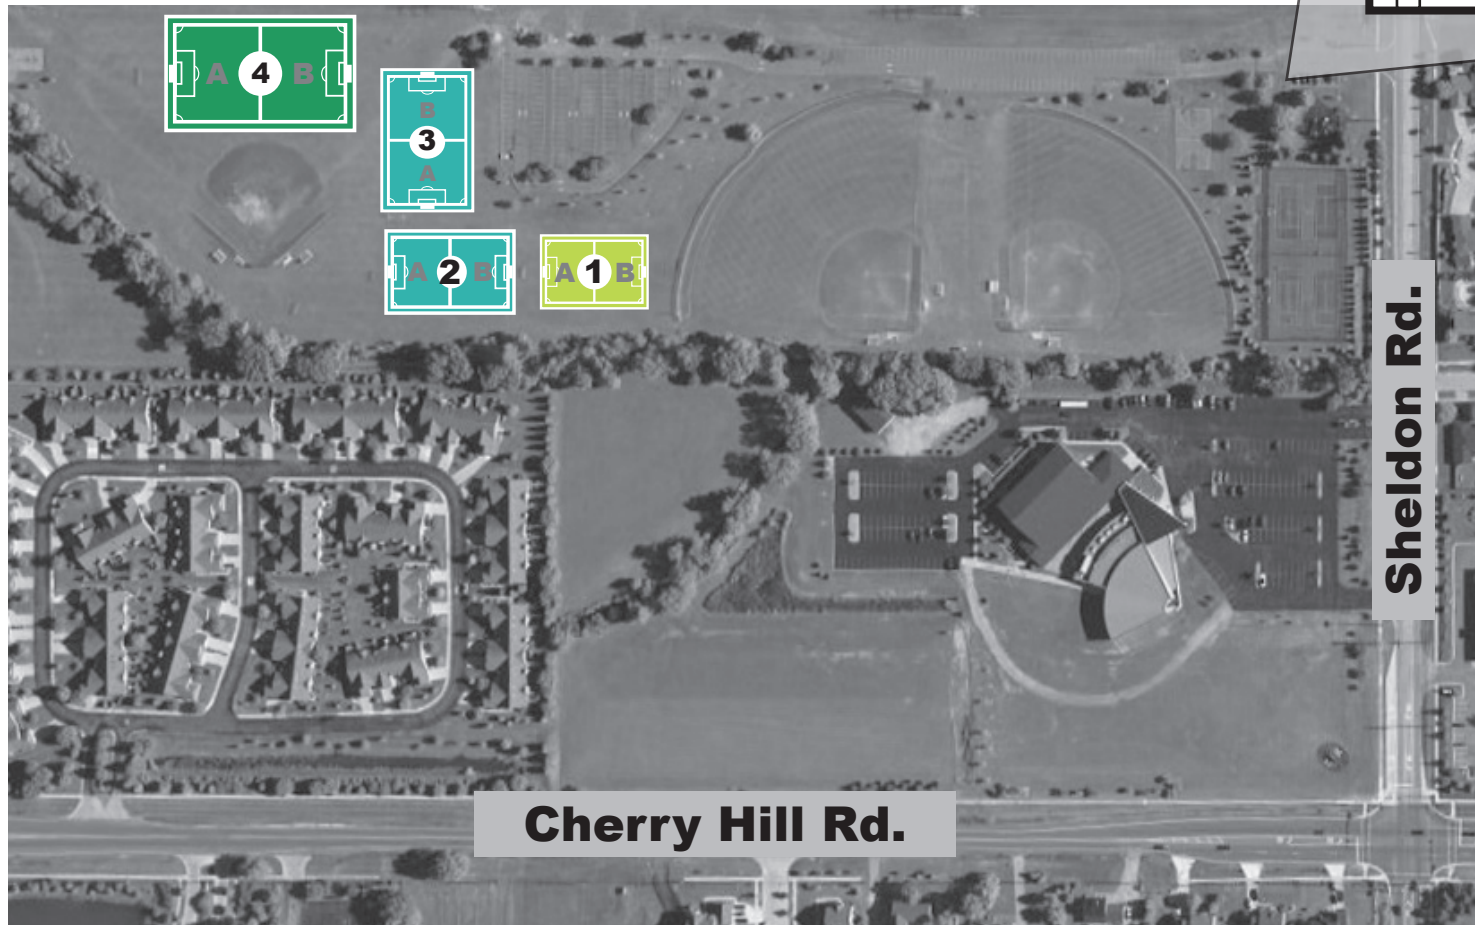 A 4 B
B
3
A
A 2 B
A 1 B
Sheldon Rd.
Cherry Hill Rd.